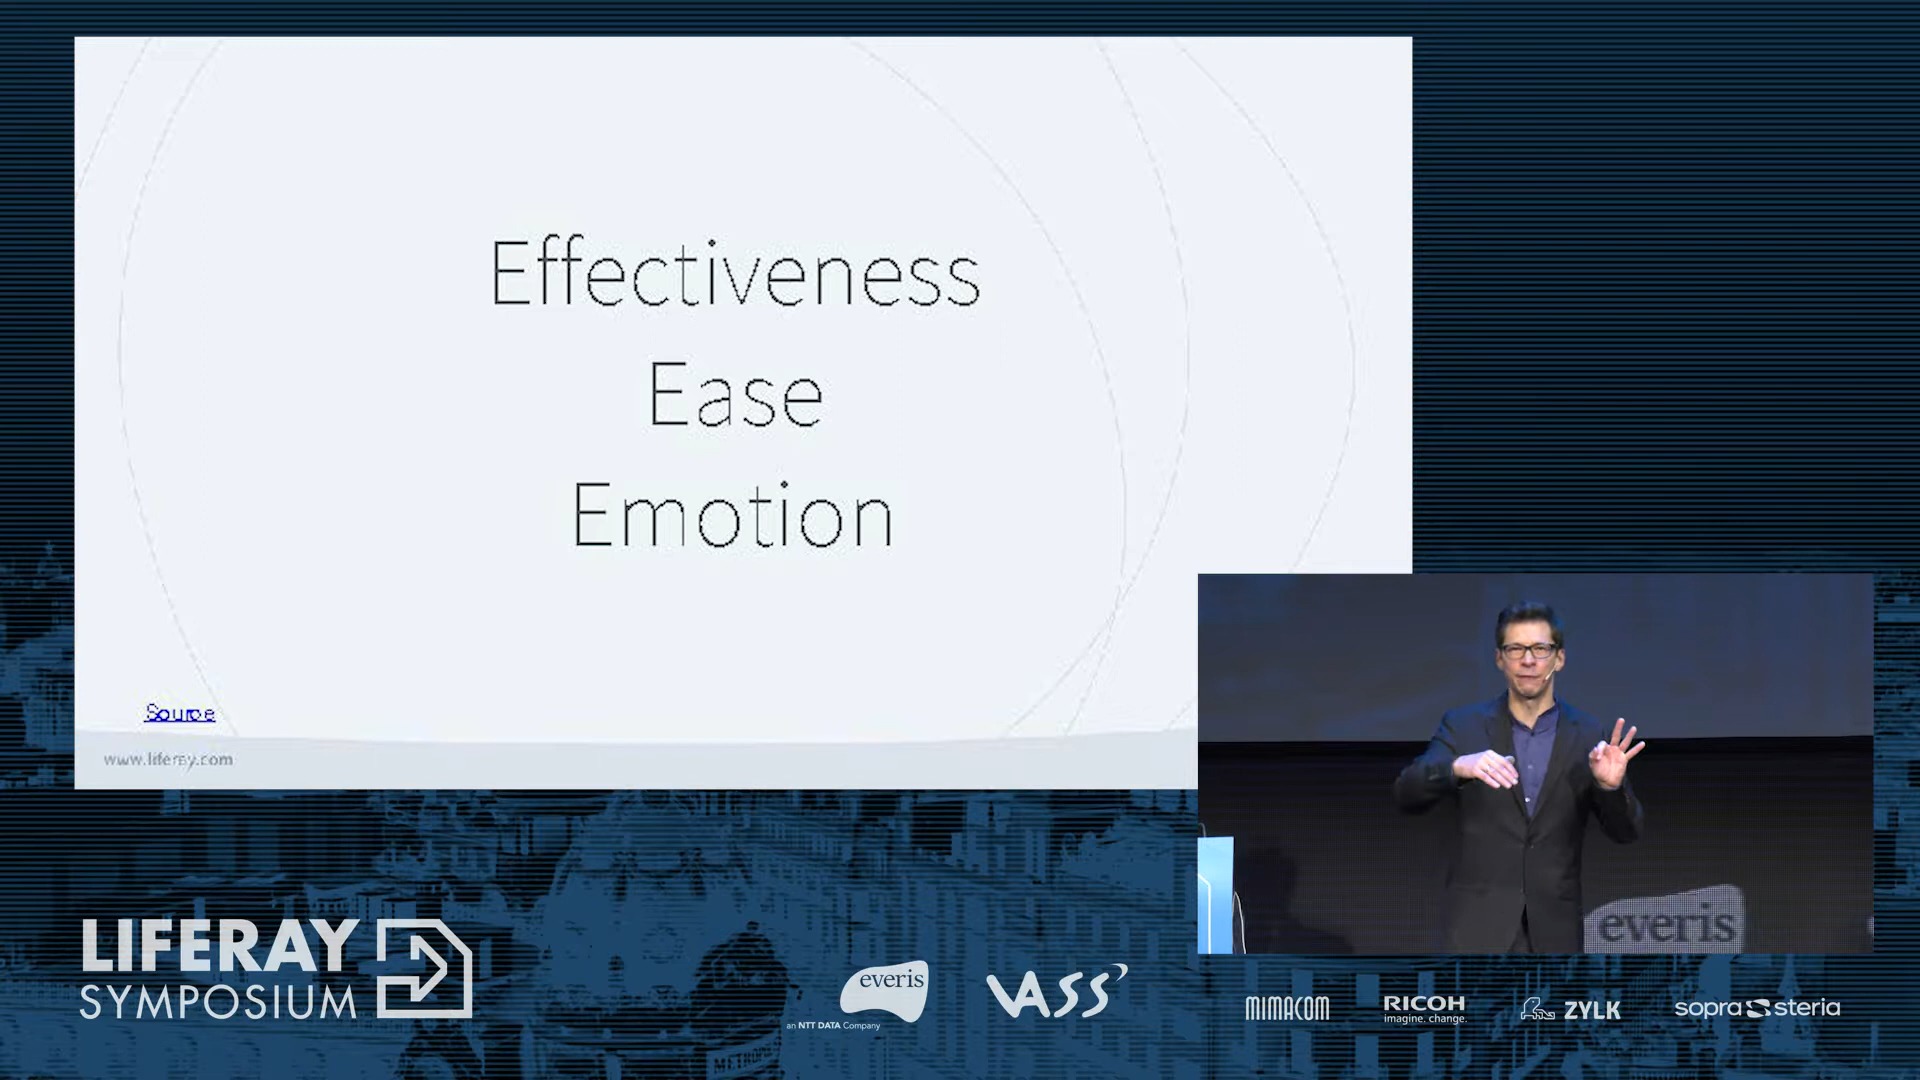 Effectiveness
Ease
Emotion
Source
www.liferay.com
everis
LIFERAY
SYMPOSIUM
everis
an NTT DATA Company
VASS
MIMACOM
RICOH
imagine. change.
ZYLK
sopra steria
METROPO